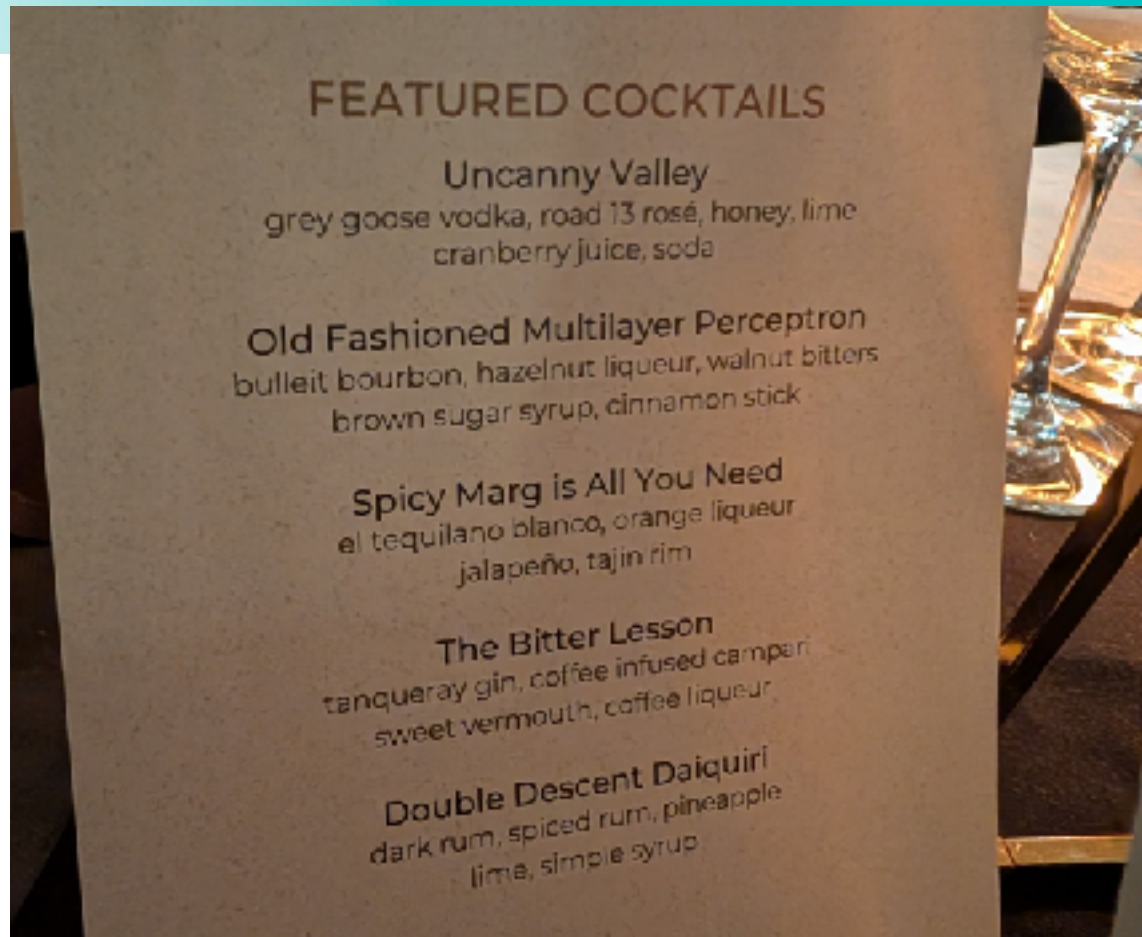 FEATURED COCKTAILS
Uncanny Valley
grey goose vodka, road 13 rosé, honey, lime
cranberry juice, soda
Old Fashioned Multilayer Perceptron
bulleit bourbon, hazelnut liqueur, walnut bitters
brown sugar syrup, cinnamon stick
Spicy Marg is All You Need
el tequilano blanco, orange liqueur
jalapeño, tajin rim
The Bitter Lesson
tanqueray gin, coffee infused campari
sweet vermouth, coffee liqueur
Double Descent Daiquiri
dark rum, spiced rum, pineapple
lime, simple syrup